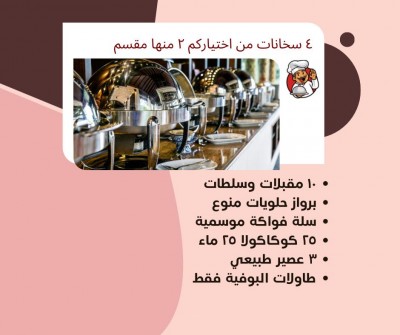 ٤ سخانات من اختياركم ٢ منها مقسم
١٠ مقبلات وسلطات
برواز حلويات منوع
سلة فواكة موسمية
٢٥ كوكاكولا ٢٥ ماء
٣ عصير طبيعي
طاولات البوفية فقط